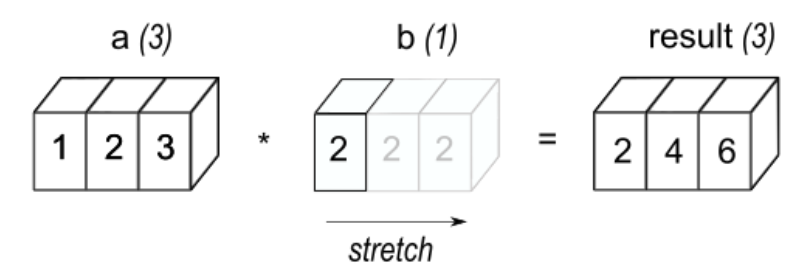 a (3) b (1) result (3)
1 2 3 * 2 2 2 = 2 4 6
stretch